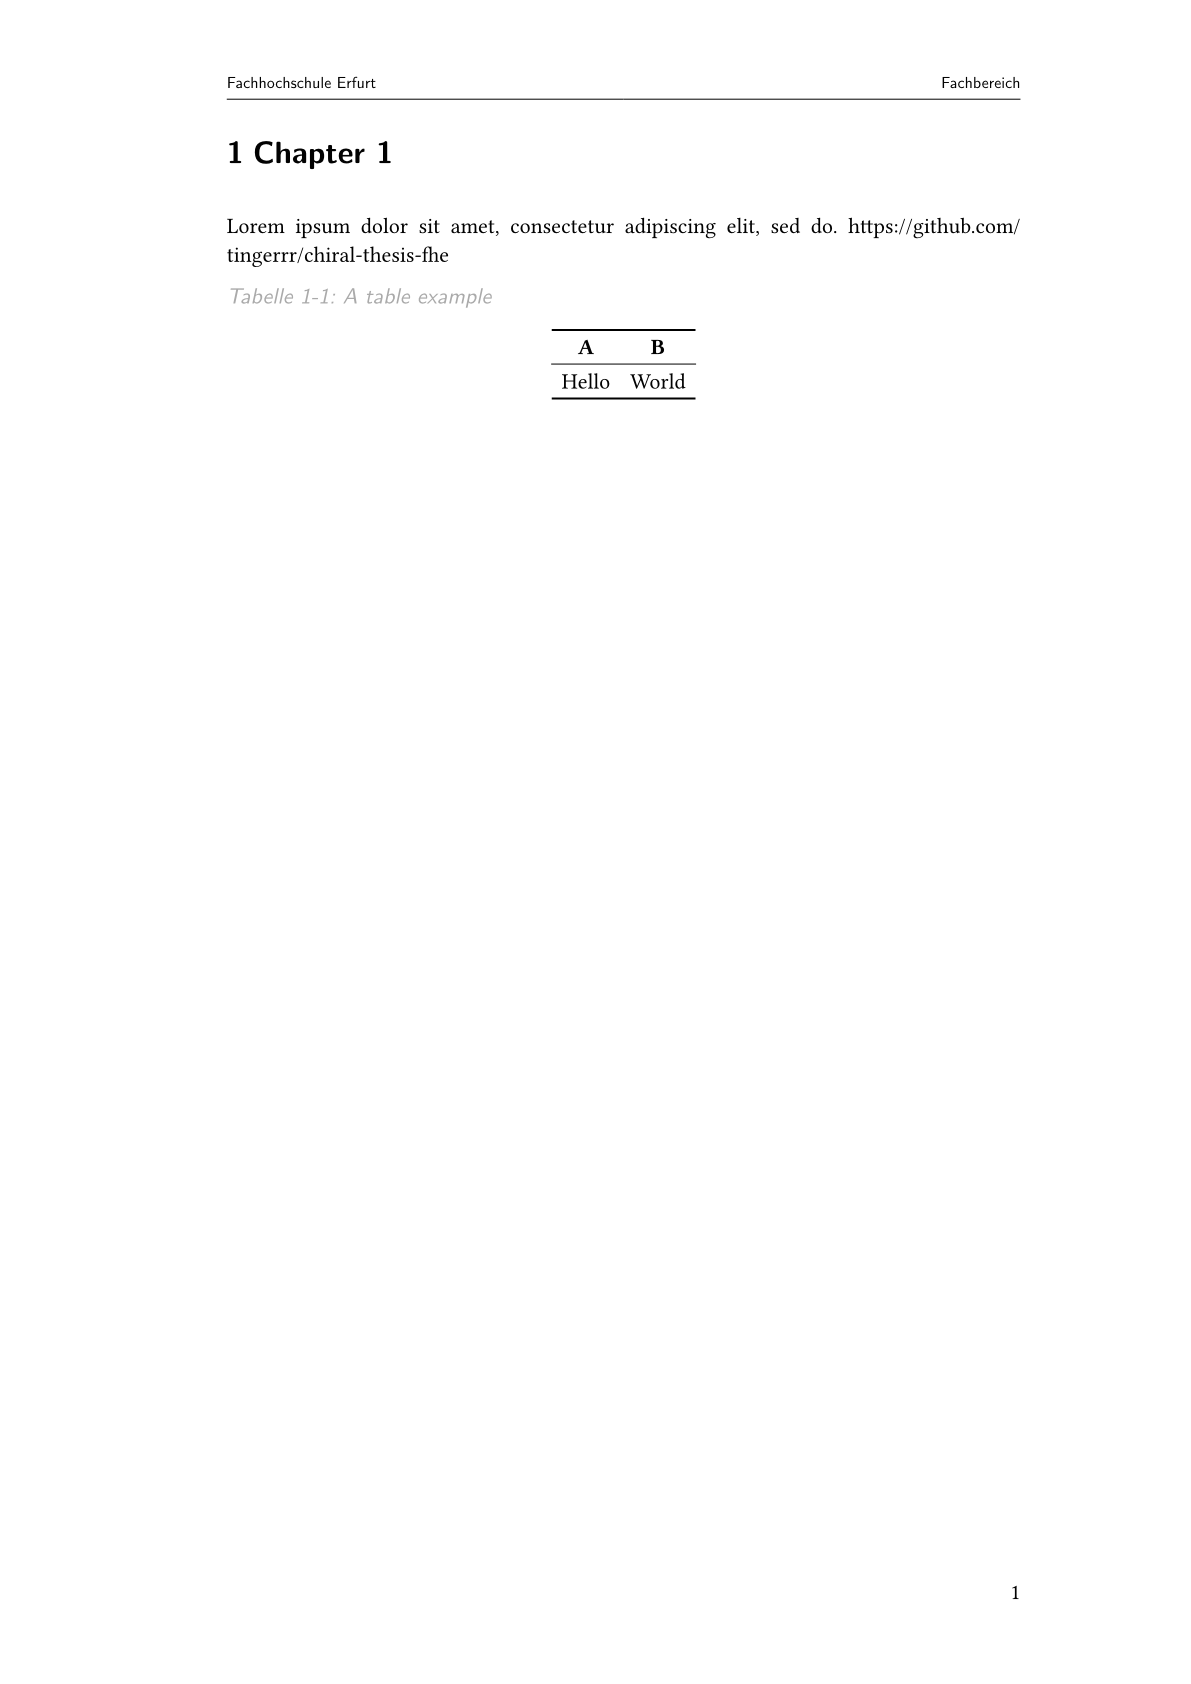 Fachhochschule Erfurt Fachbereich
1 Chapter 1
Lorem ipsum dolor sit amet, consectetur adipiscing elit, sed do. https://github.com/
tingerrr/chiral-thesis-fhe
Tabelle 1-1: A table example
A B
Hello World
1